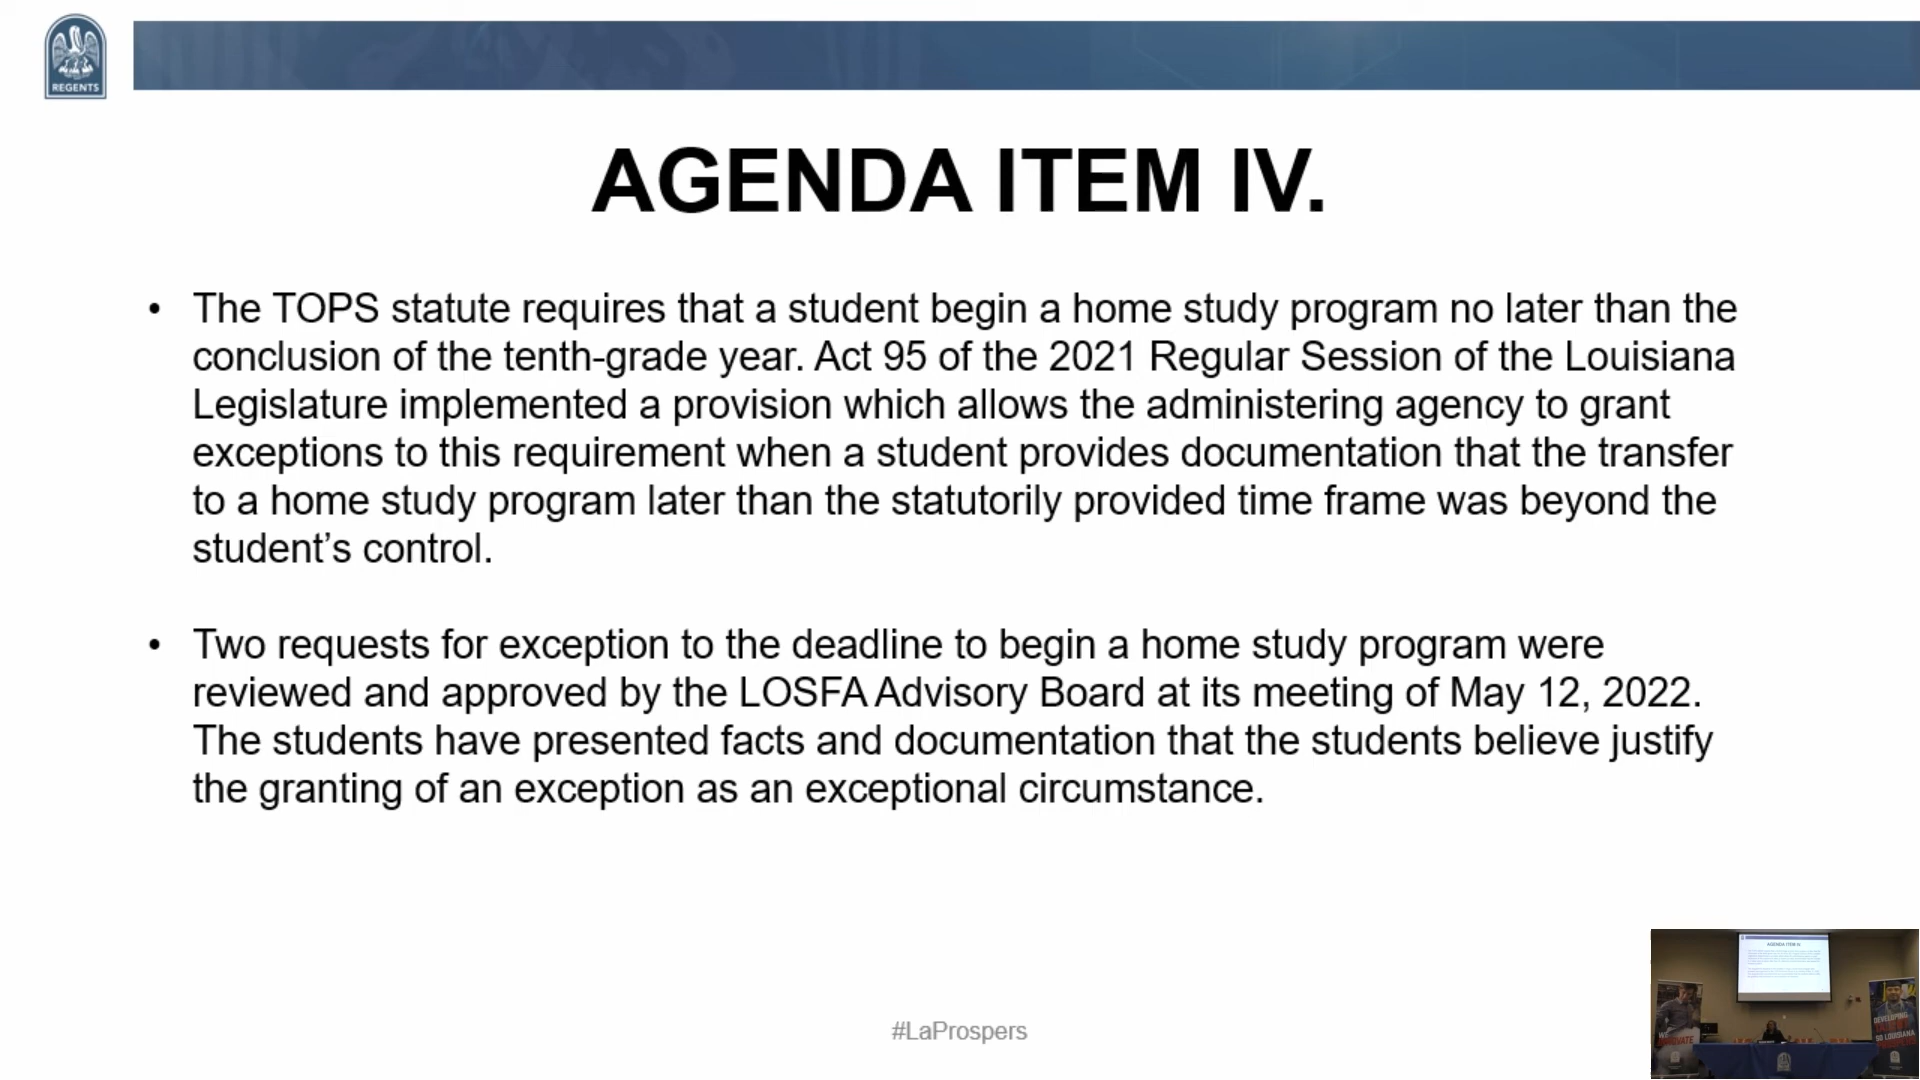 REGENTS
AGENDA ITEM IV.
• The TOPS statute requires that a student begin a home study program no later than the
conclusion of the tenth-grade year. Act 95 of the 2021 Regular Session of the Louisiana
Legislature implemented a provision which allows the administering agency to grant
exceptions to this requirement when a student provides documentation that the transfer
to a home study program later than the statutorily provided time frame was beyond the
student’s control.
• Two requests for exception to the deadline to begin a home study program were
reviewed and approved by the LOSFA Advisory Board at its meeting of May 12, 2022.
The students have presented facts and documentation that the students believe justify
the granting of an exception as an exceptional circumstance.
#LaProspers
AGENDA ITEM IV
DEVELOPING